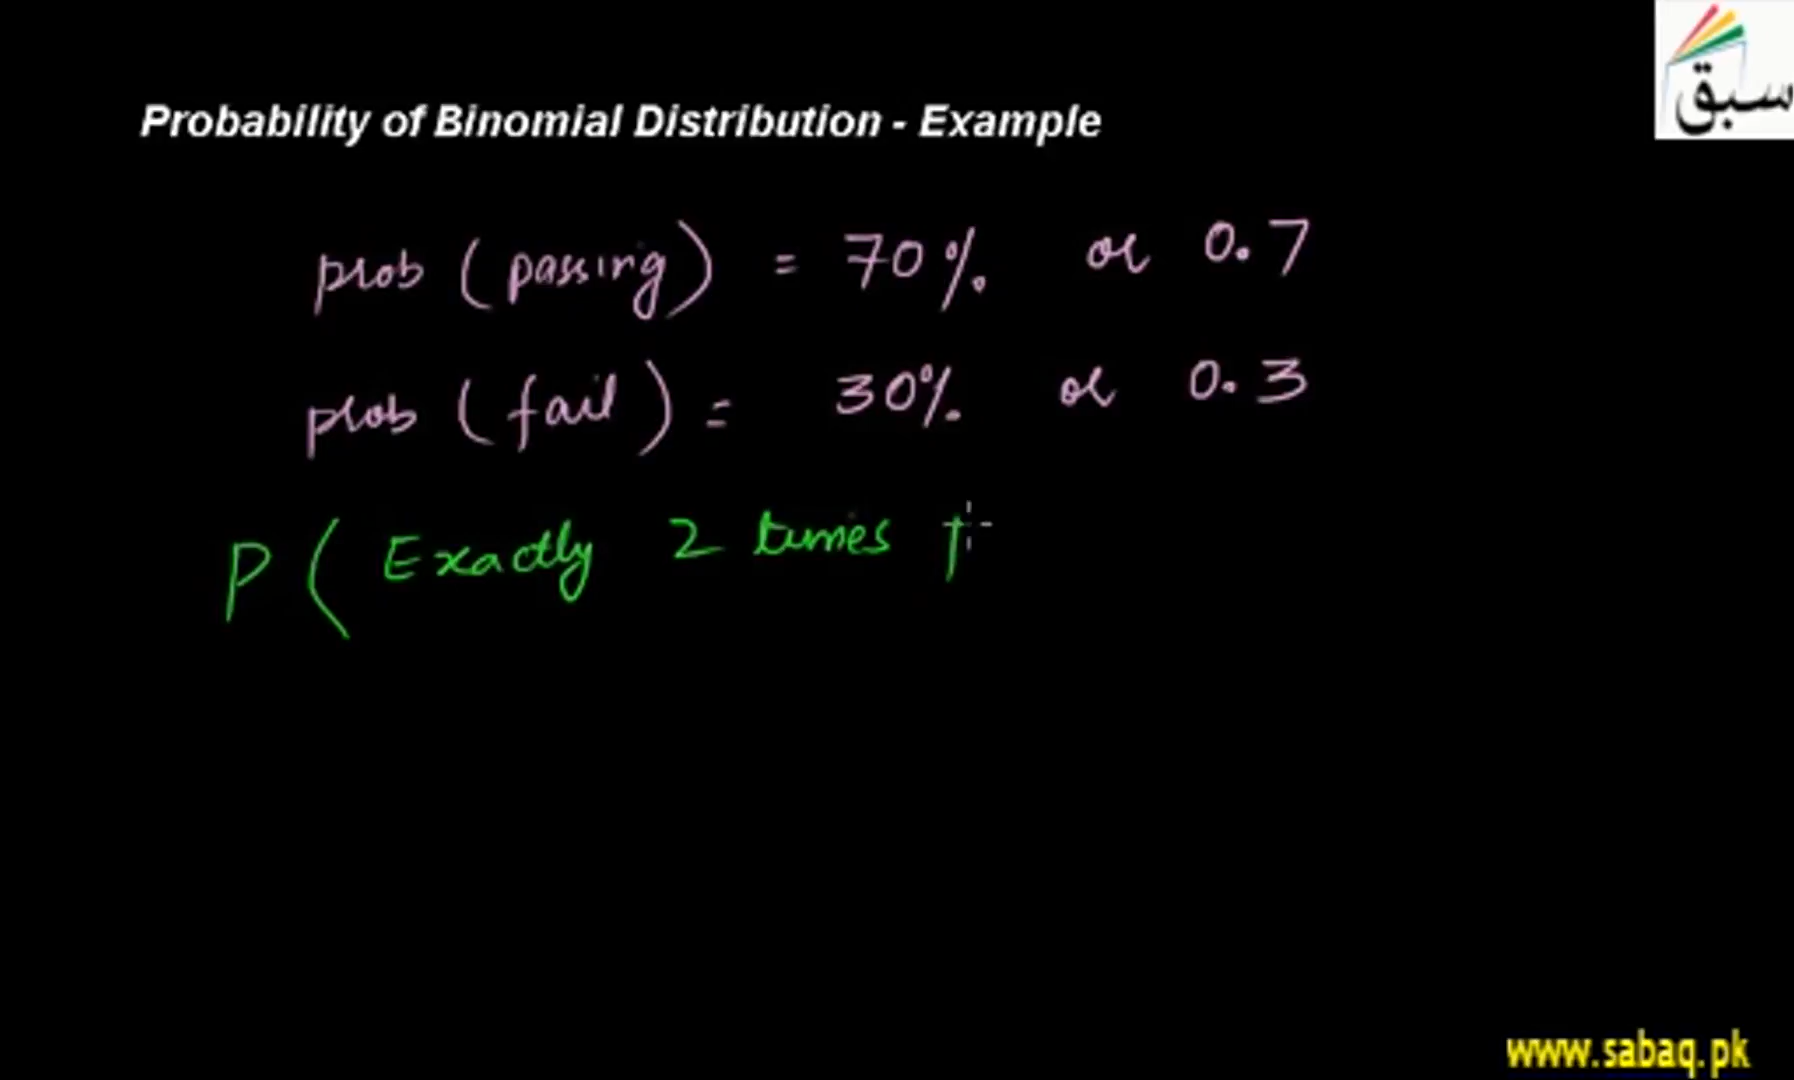 سبق
Probability of Binomial Distribution - Example
prob (passing) = 70% or 0.7
prob (fail) = 30% or 0.3
P ( Exactly 2 times
www.sabaq.pk